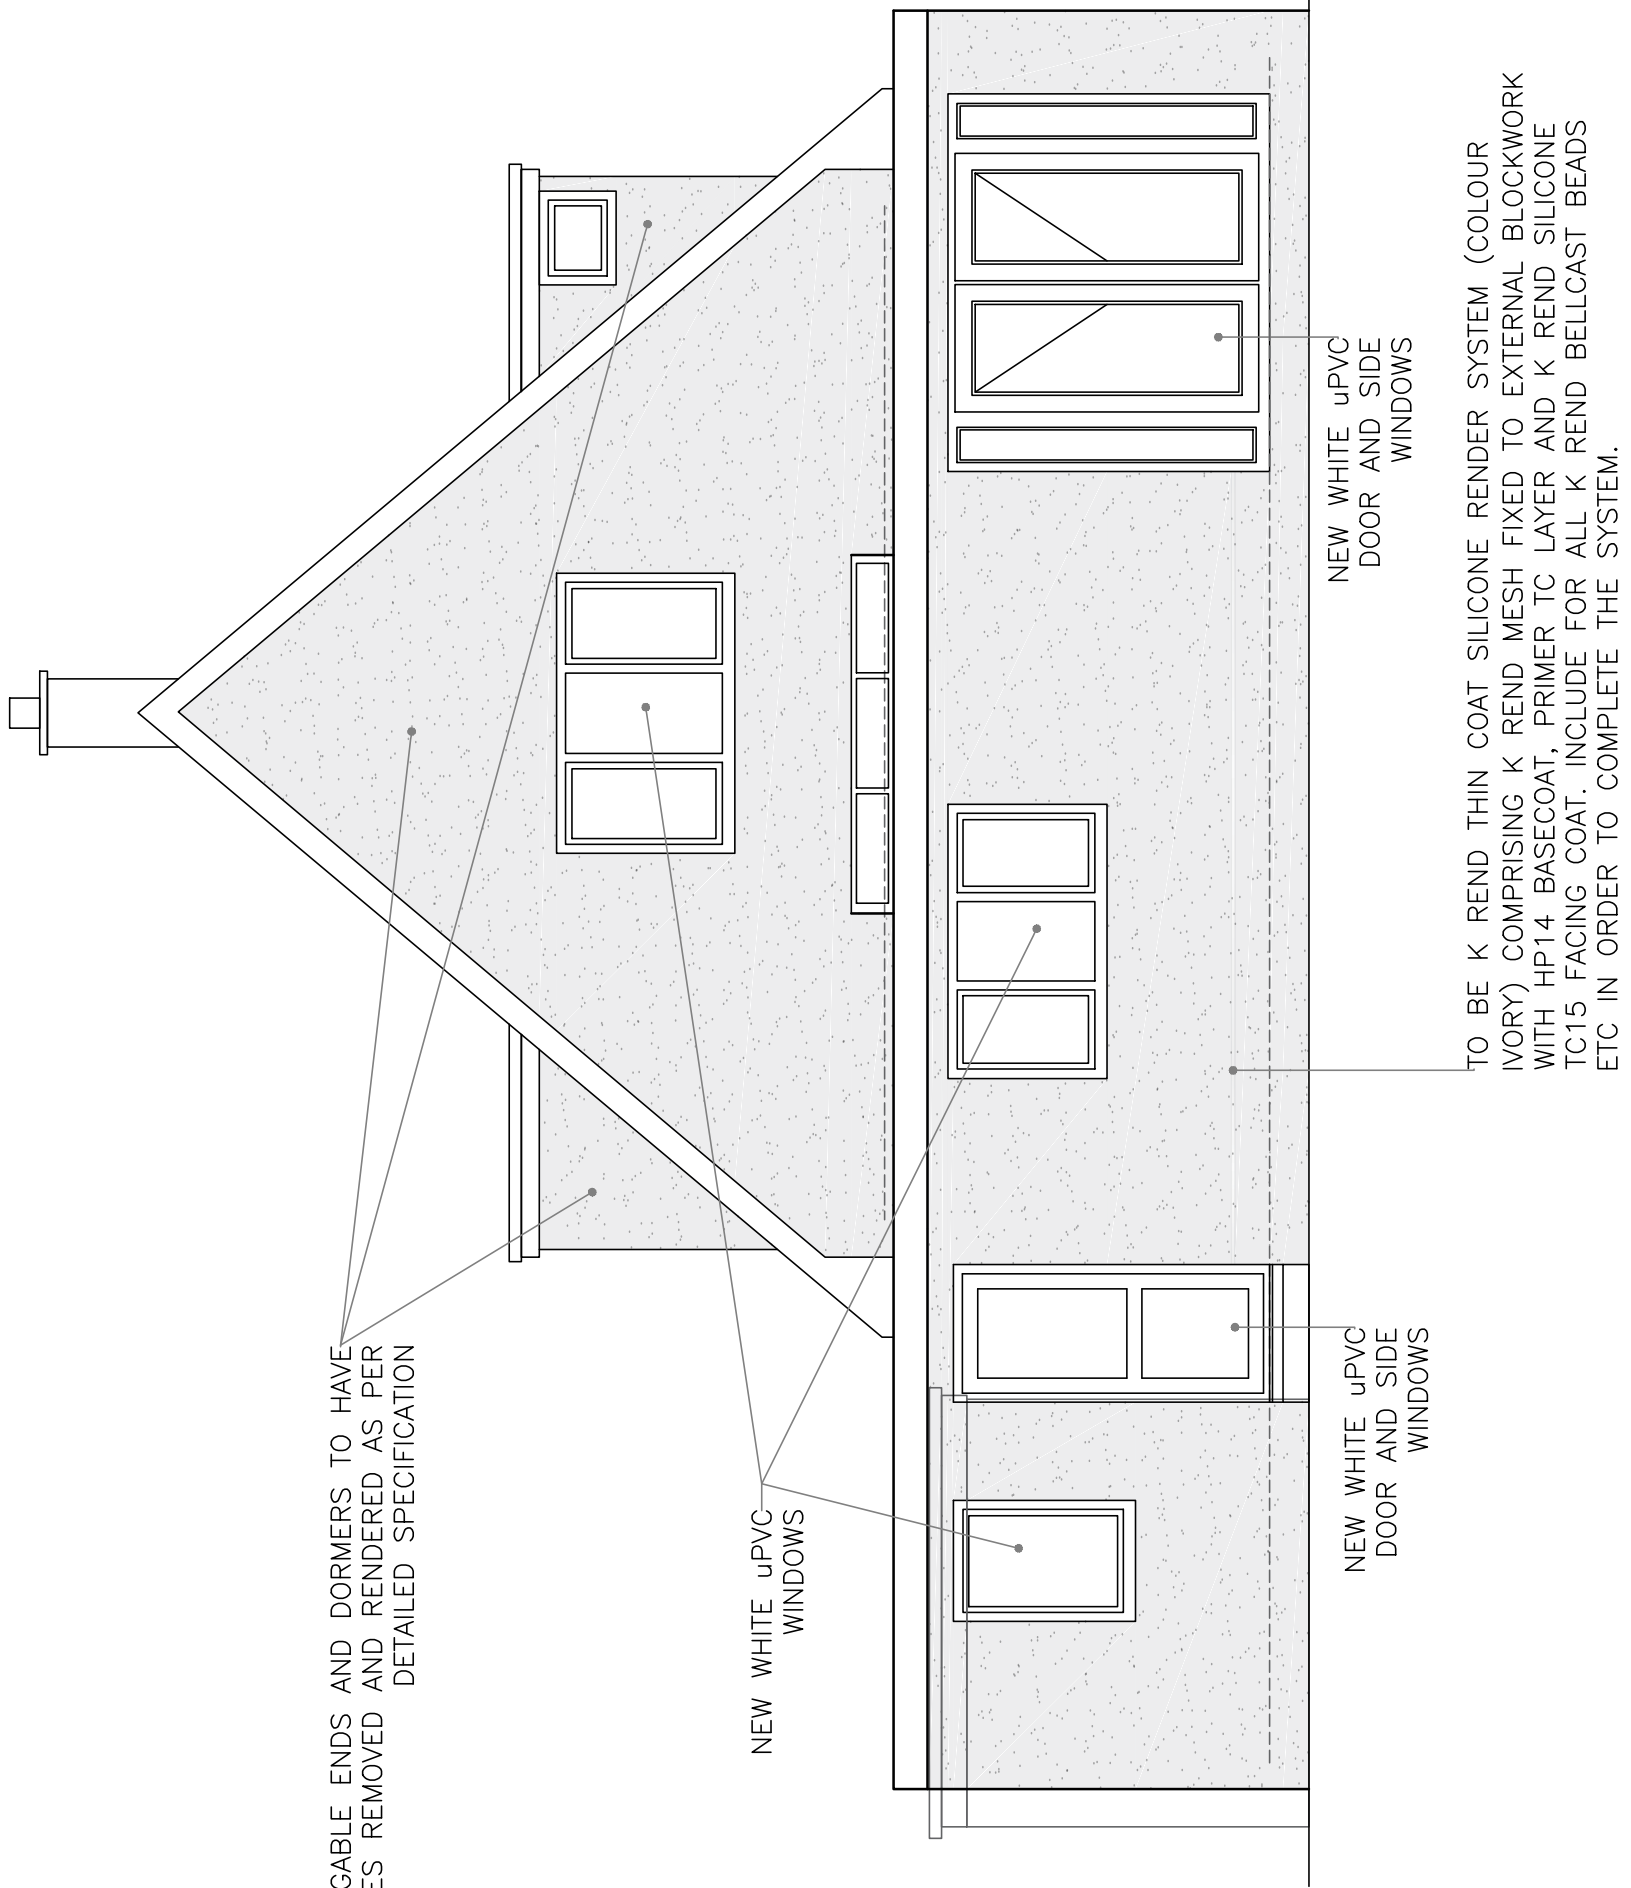 GABLE ENDS AND DORMERS TO HAVE
ES REMOVED AND RENDERED AS PER
DETAILED SPECIFICATION
NEW WHITE uPVC
WINDOWS
NEW WHITE uPVC
DOOR AND SIDE
WINDOWS
NEW WHITE uPVC
DOOR AND SIDE
WINDOWS
TO BE K REND THIN COAT SILICONE RENDER SYSTEM (COLOUR
IVORY) COMPRISING K REND MESH FIXED TO EXTERNAL BLOCKWORK
WITH HP14 BASECOAT, PRIMER TC LAYER AND K REND SILICONE
TC15 FACING COAT. INCLUDE FOR ALL K REND BELLCAST BEADS
ETC IN ORDER TO COMPLETE THE SYSTEM.